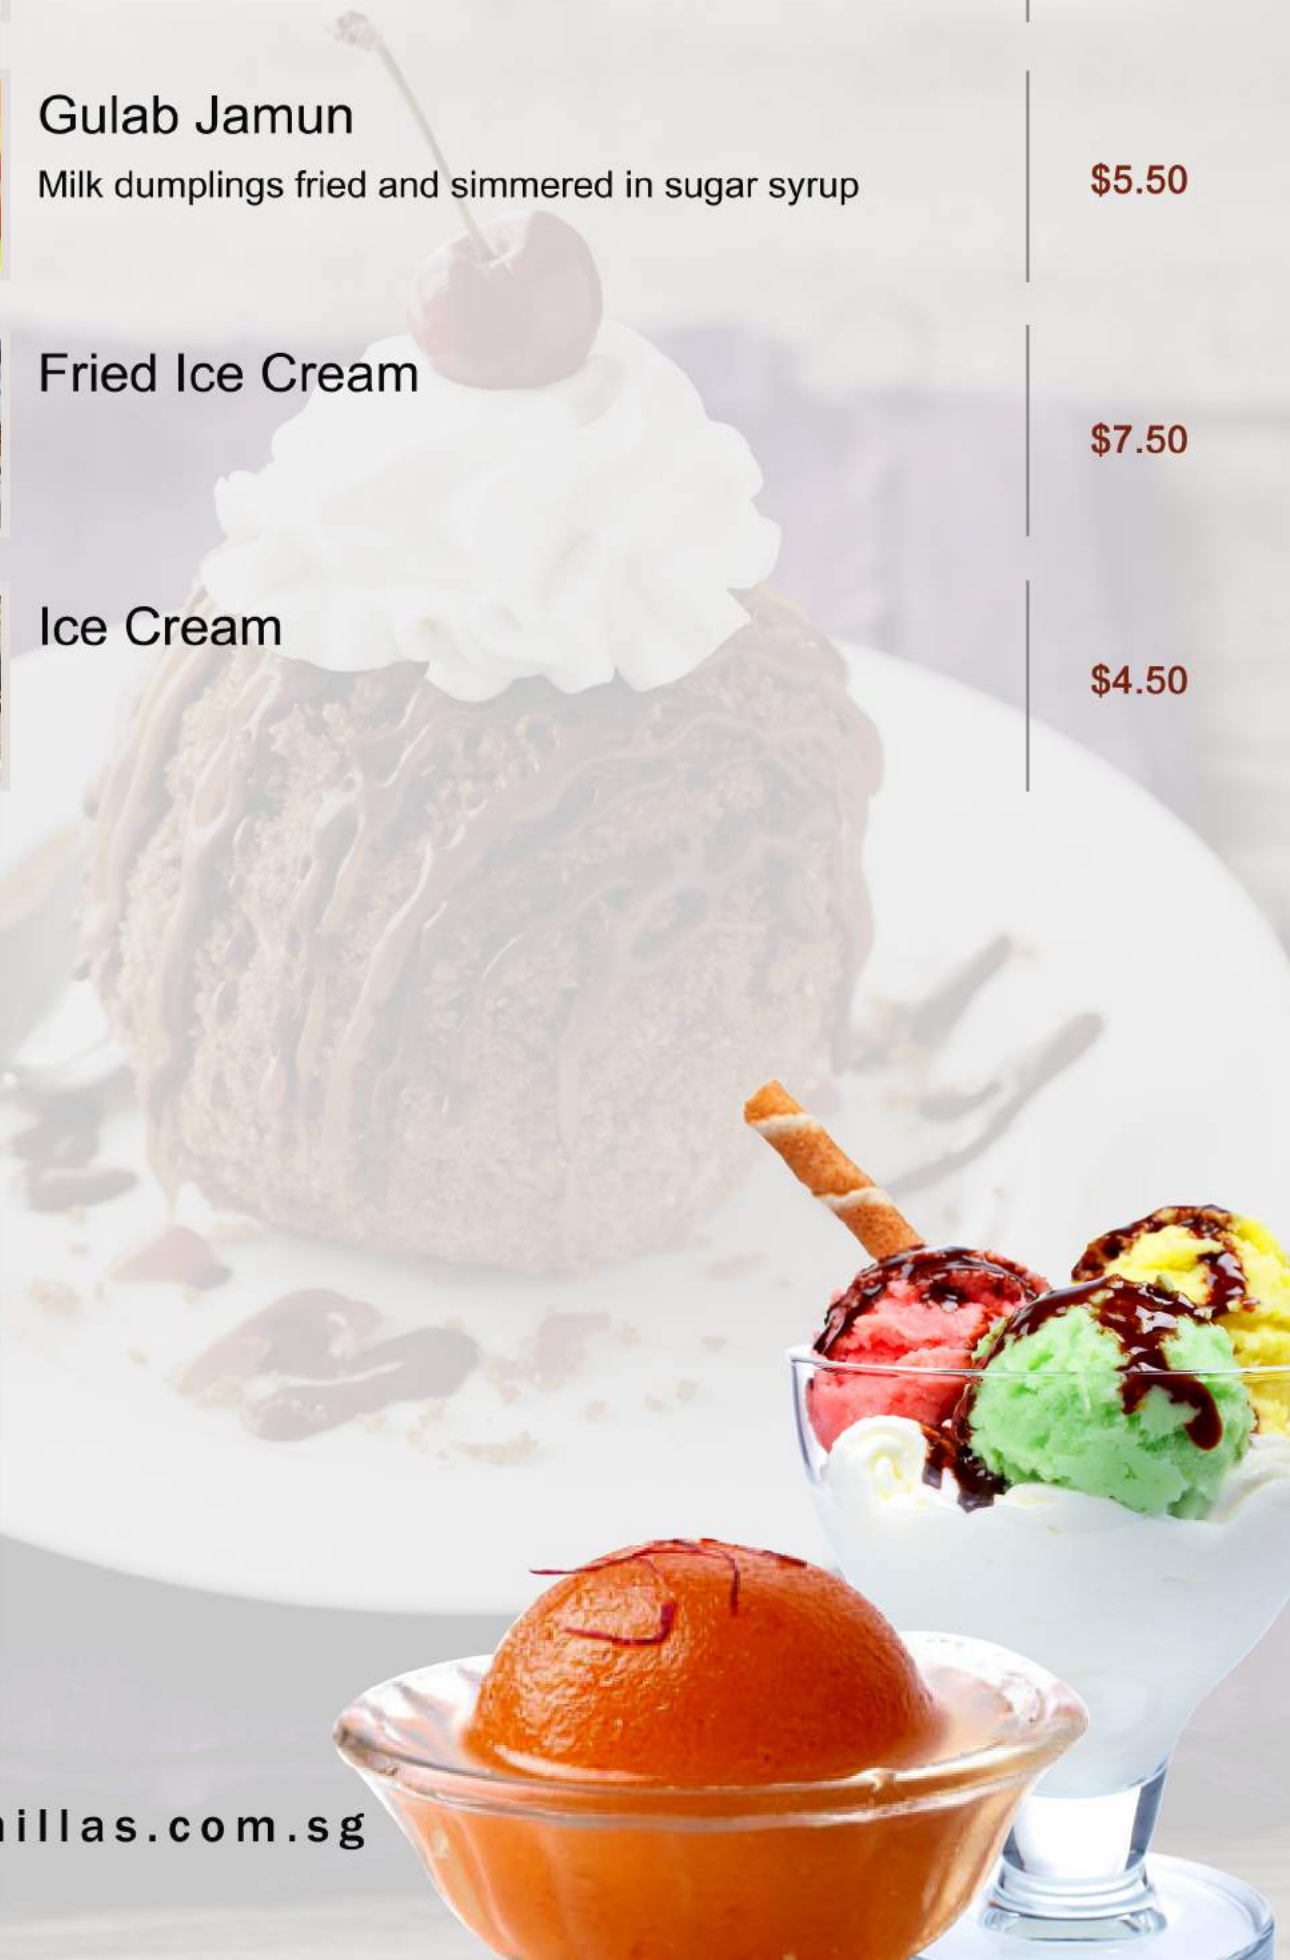 Gulab Jamun
Milk dumplings fried and simmered in sugar syrup
$5.50
Fried Ice Cream
$7.50
Ice Cream
$4.50
illas.com.sg